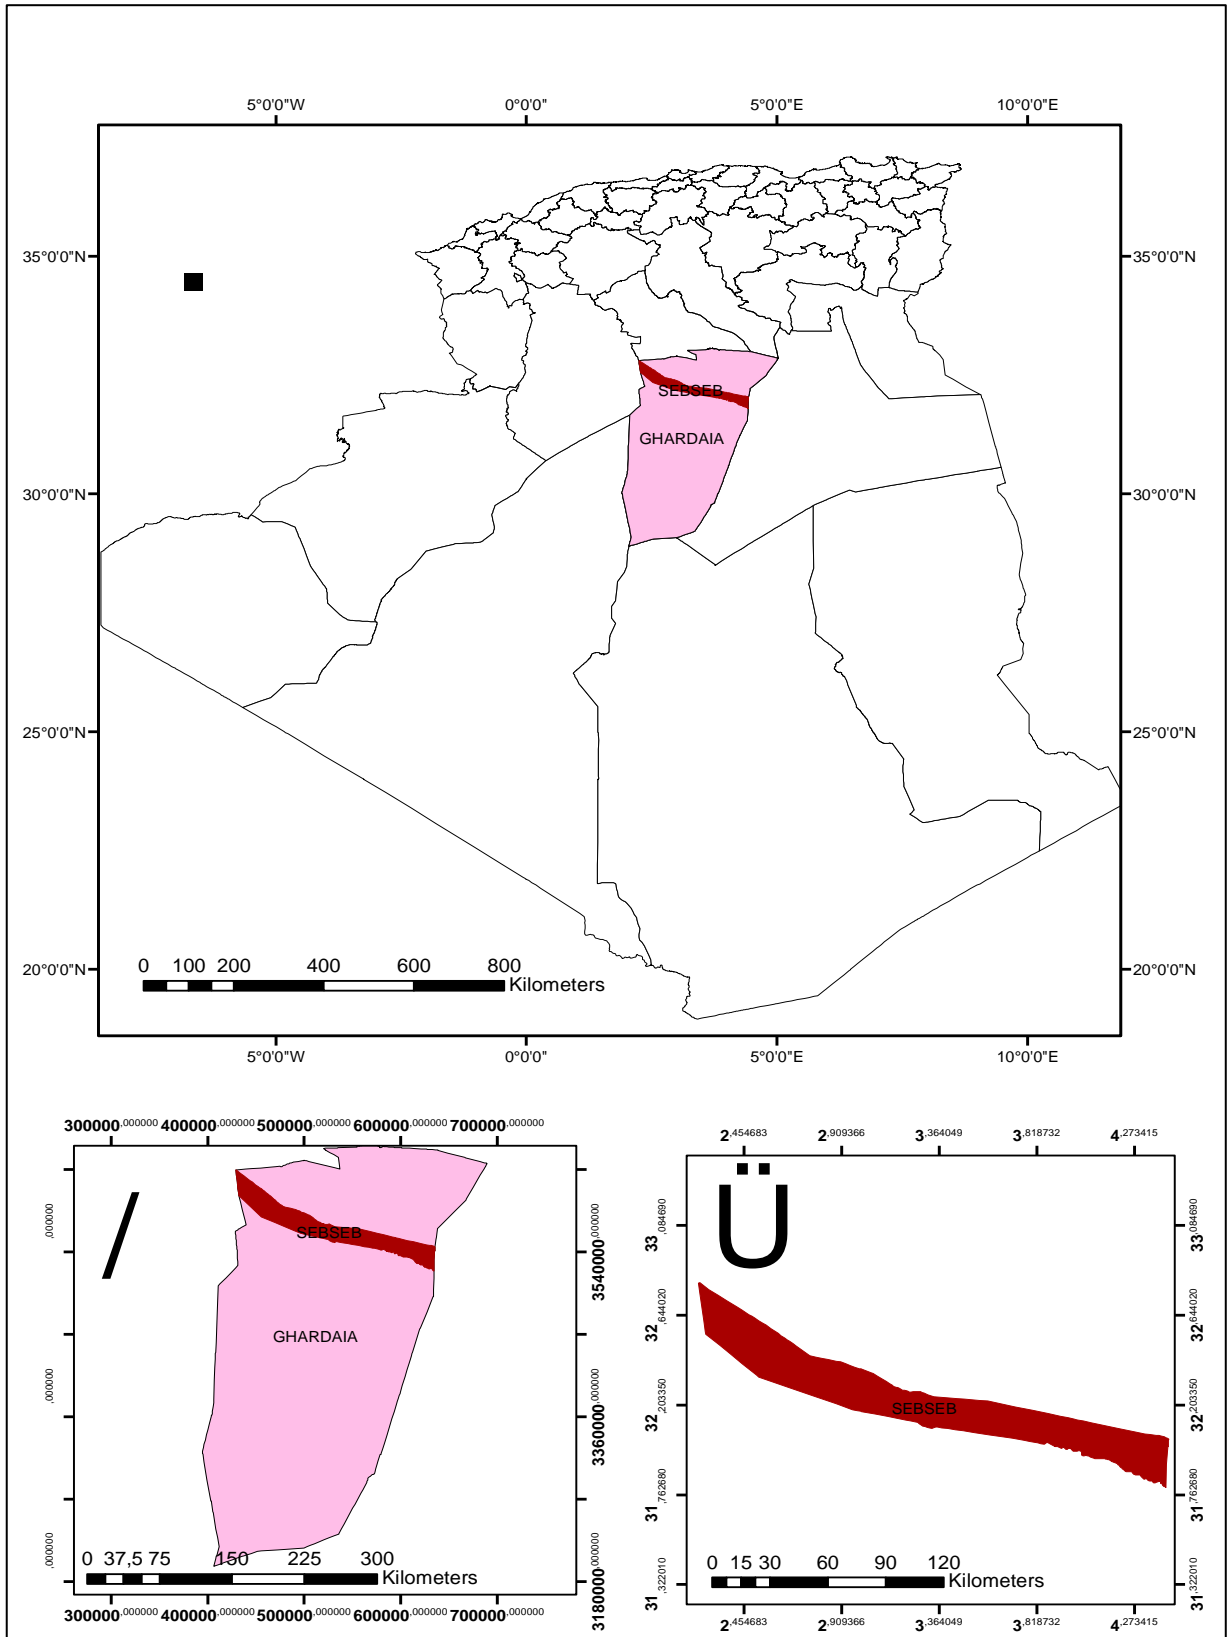 5°0'0"W 0°0'0" 5°0'0"E 10°0'0"E
35°0'0"N 35°0'0"N
SEBSEB
GHARDAIA
30°0'0"N 30°0'0"N
25°0'0"N 25°0'0"N
20°0'0"N 20°0'0"N
0 100 200 400 600 800
Kilometers
5°0'0"W 0°0'0" 5°0'0"E 10°0'0"E
300000,000000 400000,000000 500000,000000 600000,000000 700000,000000
/
SEBSEB
GHARDAIA
,000000
,000000
,000000
3540000,000000
3360000,000000
3180000,000000
0 37,5 75 150 225 300
Kilometers
300000,000000 400000,000000 500000,000000 600000,000000 700000,000000
2,454683 2,909366 3,364049 3,818732 4,273415
Ü
33,084690 33,084690
32,644020 32,644020
32,203350 32,203350
SEBSEB
31,762680 31,762680
31,322010 31,322010
0 15 30 60 90 120
Kilometers
2,454683 2,909366 3,364049 3,818732 4,273415